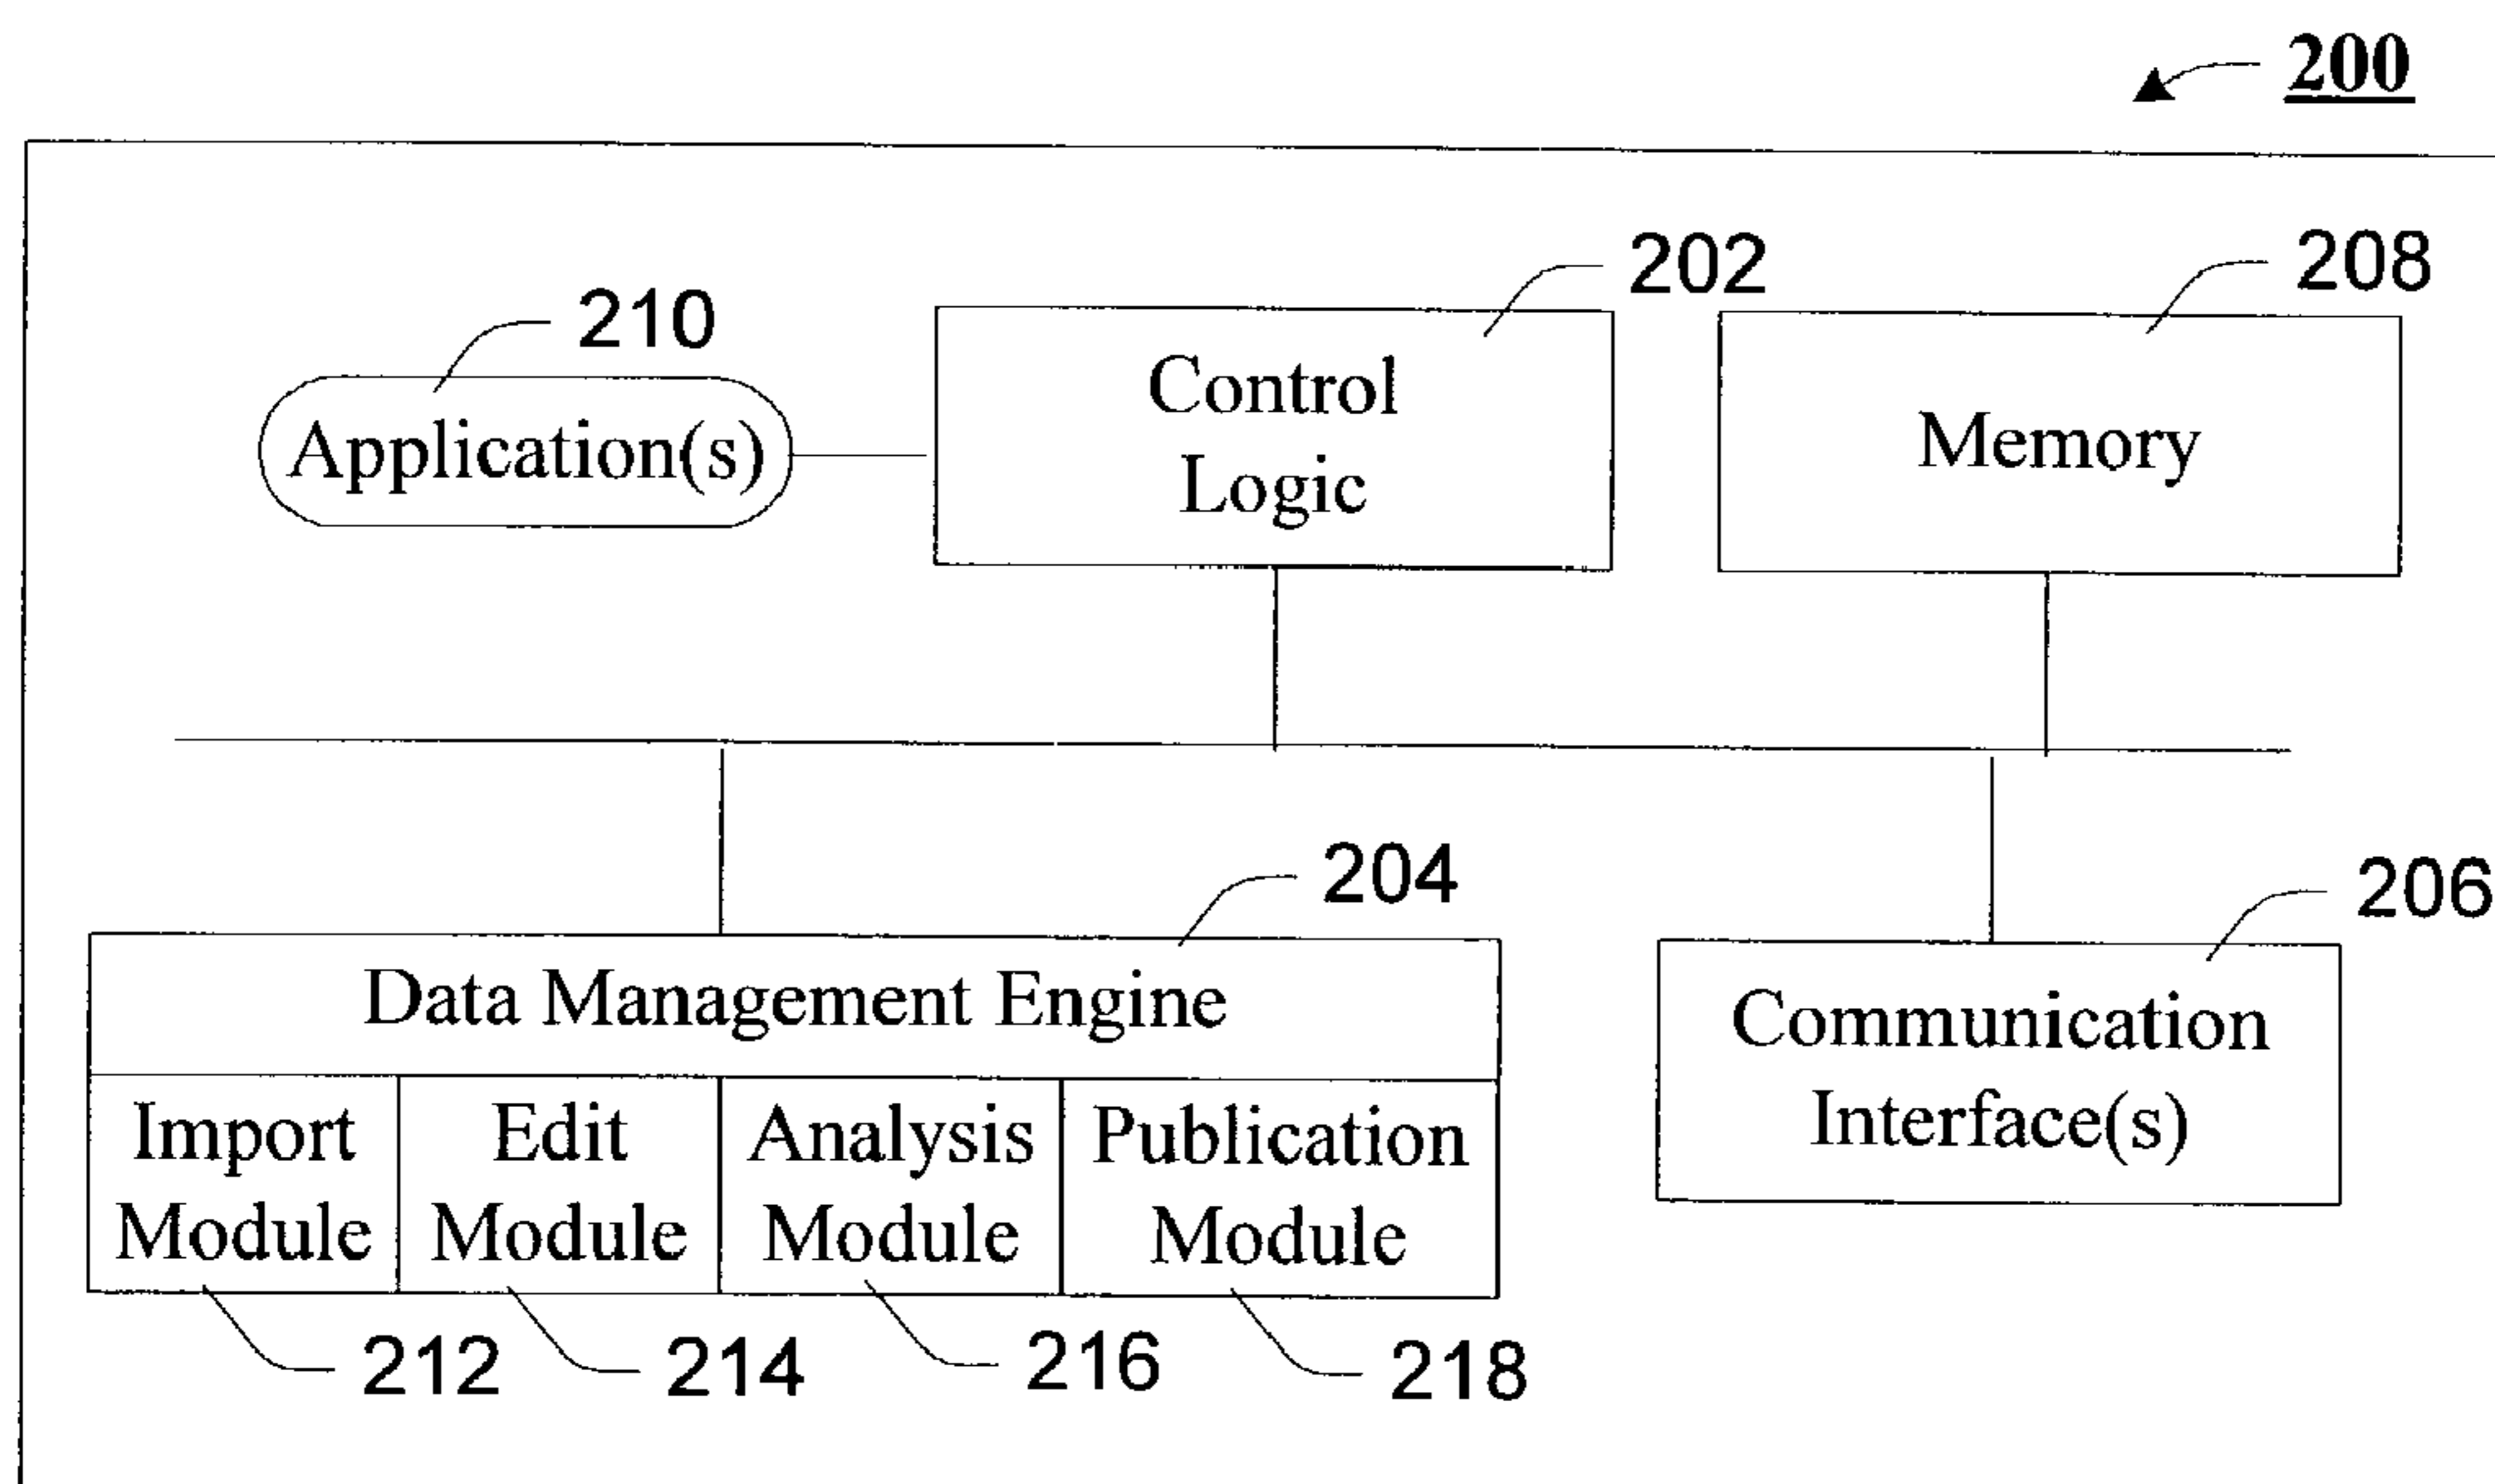 200
202
208
210
Control
Logic
Memory
Application(s)
204
206
Data Management Engine
Communication
Interface(s)
Import
Module
Edit
Module
Analysis
Module
Publication
Module
212
214
216
218